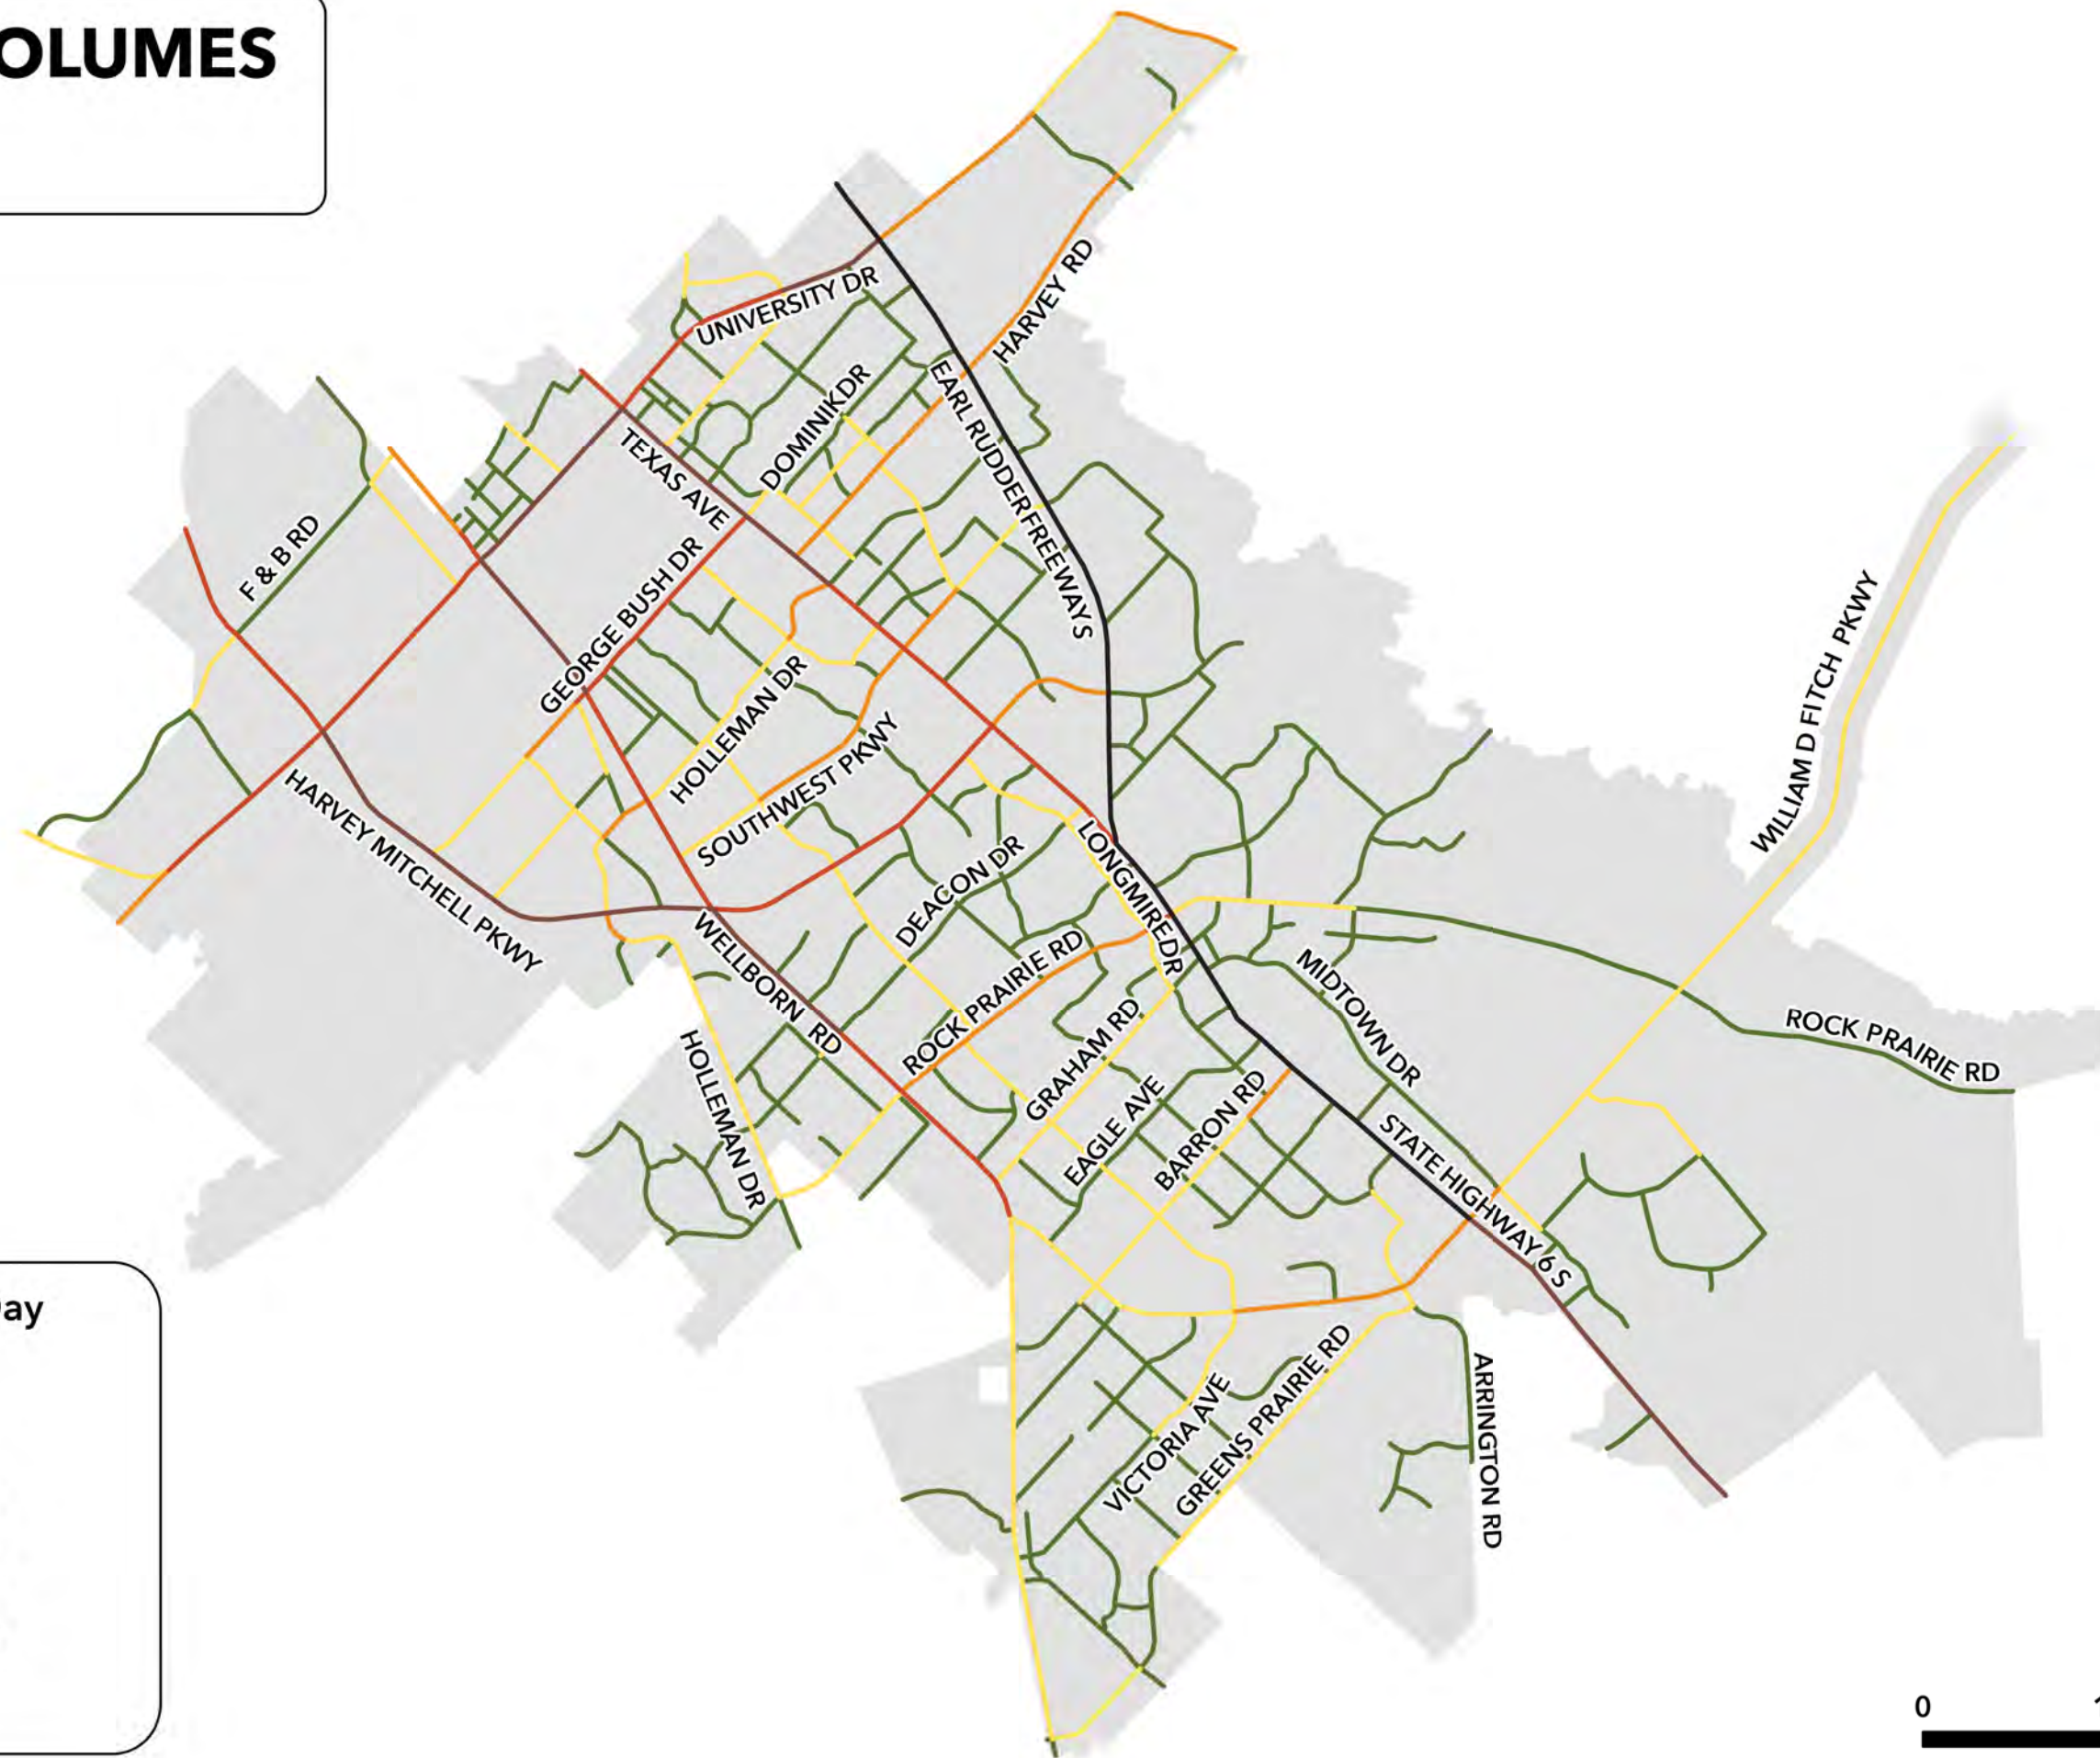 OLUMES
UNIVERSITY DR
HARVEY RD
DOMINIK DR
EARL RUDDER FREEWAY S
TEXAS AVE
F & B RD
GEORGE BUSH DR
WILLIAM D FITCH PKWY
HOLLEMAN DR
SOUTHWEST PKWY
HARVEY MITCHELL PKWY
LONGMIRE DR
DEACON DR
WELLBORN RD
ROCK PRAIRIE RD
MIDTOWN DR
GRAHAM RD
ROCK PRAIRIE RD
HOLLEMAN DR
EAGLE AVE
BARRON RD
STATE HIGHWAY 6 S
ay
VICTORIA AVE
GREENS PRAIRIE RD
ARRINGTON RD
0